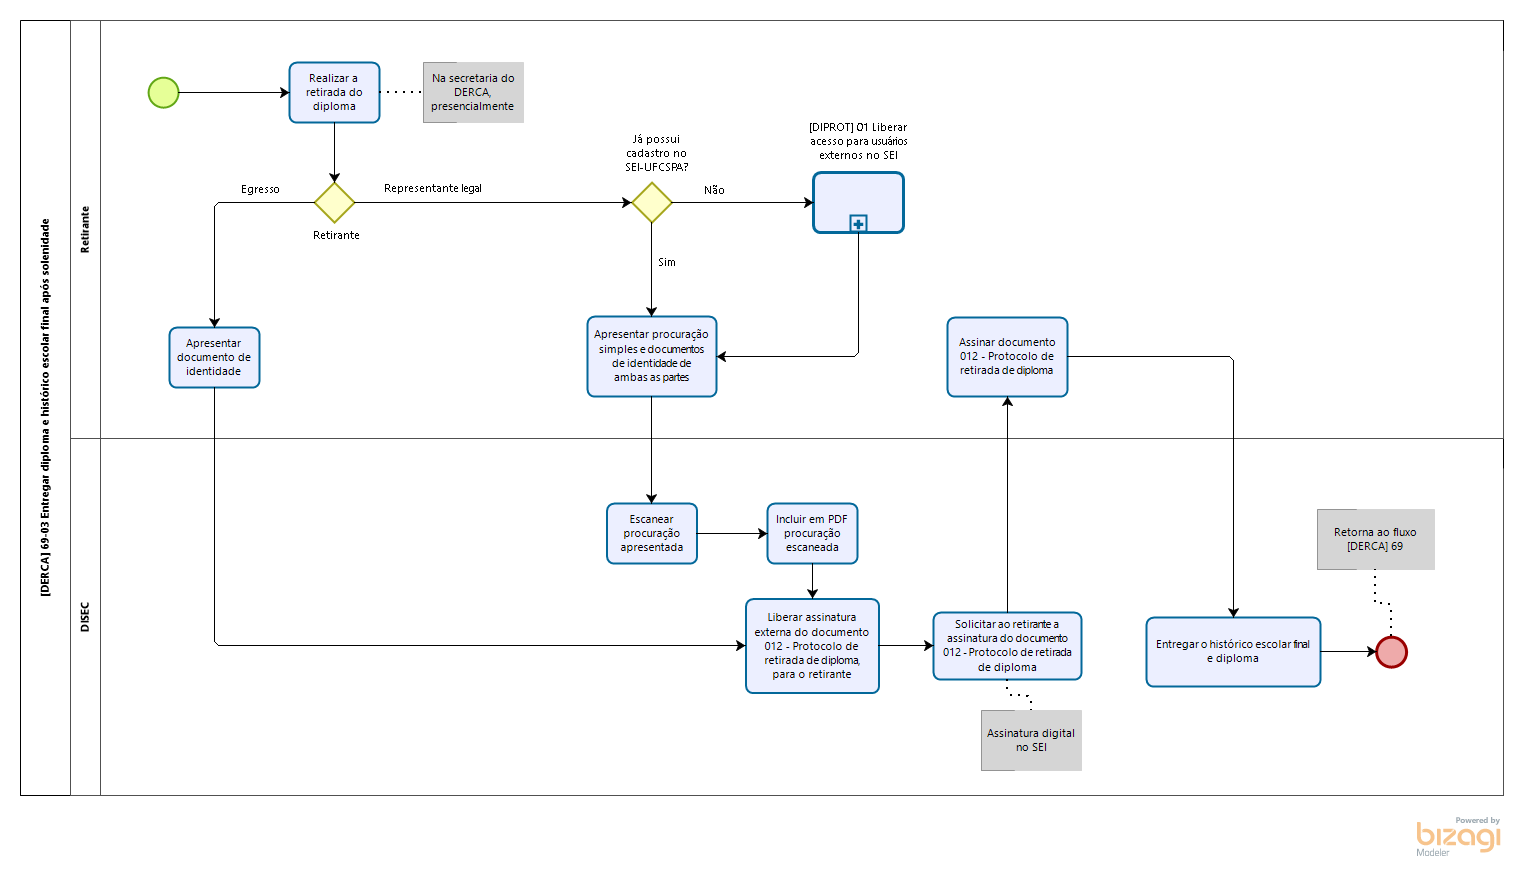 [DERCA] 69-03 Entregar diploma e histórico escolar final após solenidade
Retirante
Realizar a
retirada do
diploma
Na secretaria do
DERCA,
presencialmente
Egresso
Representante legal
Retirante
Já possui
cadastro no
SEI-UFCSPA?
Não
Sim
[DIPROT] 01 Liberar
acesso para usuários
externos no SEI
Apresentar
documento de
identidade
Apresentar procuração
simples e documentos
de identidade de
ambas as partes
Assinar documento
012 - Protocolo de
retirada de diploma
DISEC
Escanear
procuração
apresentada
Incluir em PDF
procuração
escaneada
Liberar assinatura
externa do documento
012 - Protocolo de
retirada de diploma,
para o retirante
Solicitar ao retirante a
assinatura do documento
012 - Protocolo de retirada
de diploma
Assinatura digital
no SEI
Entregar o histórico escolar final
e diploma
Retorna ao fluxo
[DERCA] 69
Powered by
bizagi
Modeler